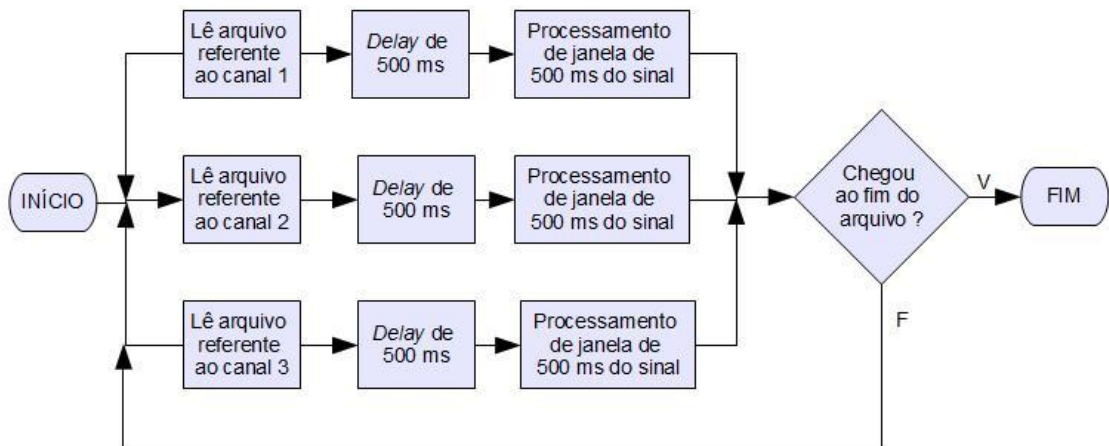 INÍCIO
Lê arquivo
referente
ao canal 1
Delay de
500 ms
Processamento
de janela de
500 ms do sinal
Lê arquivo
referente
ao canal 2
Delay de
500 ms
Processamento
de janela de
500 ms do sinal
Lê arquivo
referente
ao canal 3
Delay de
500 ms
Processamento
de janela de
500 ms do sinal
Chegou
ao fim do
arquivo ?
V
FIM
F